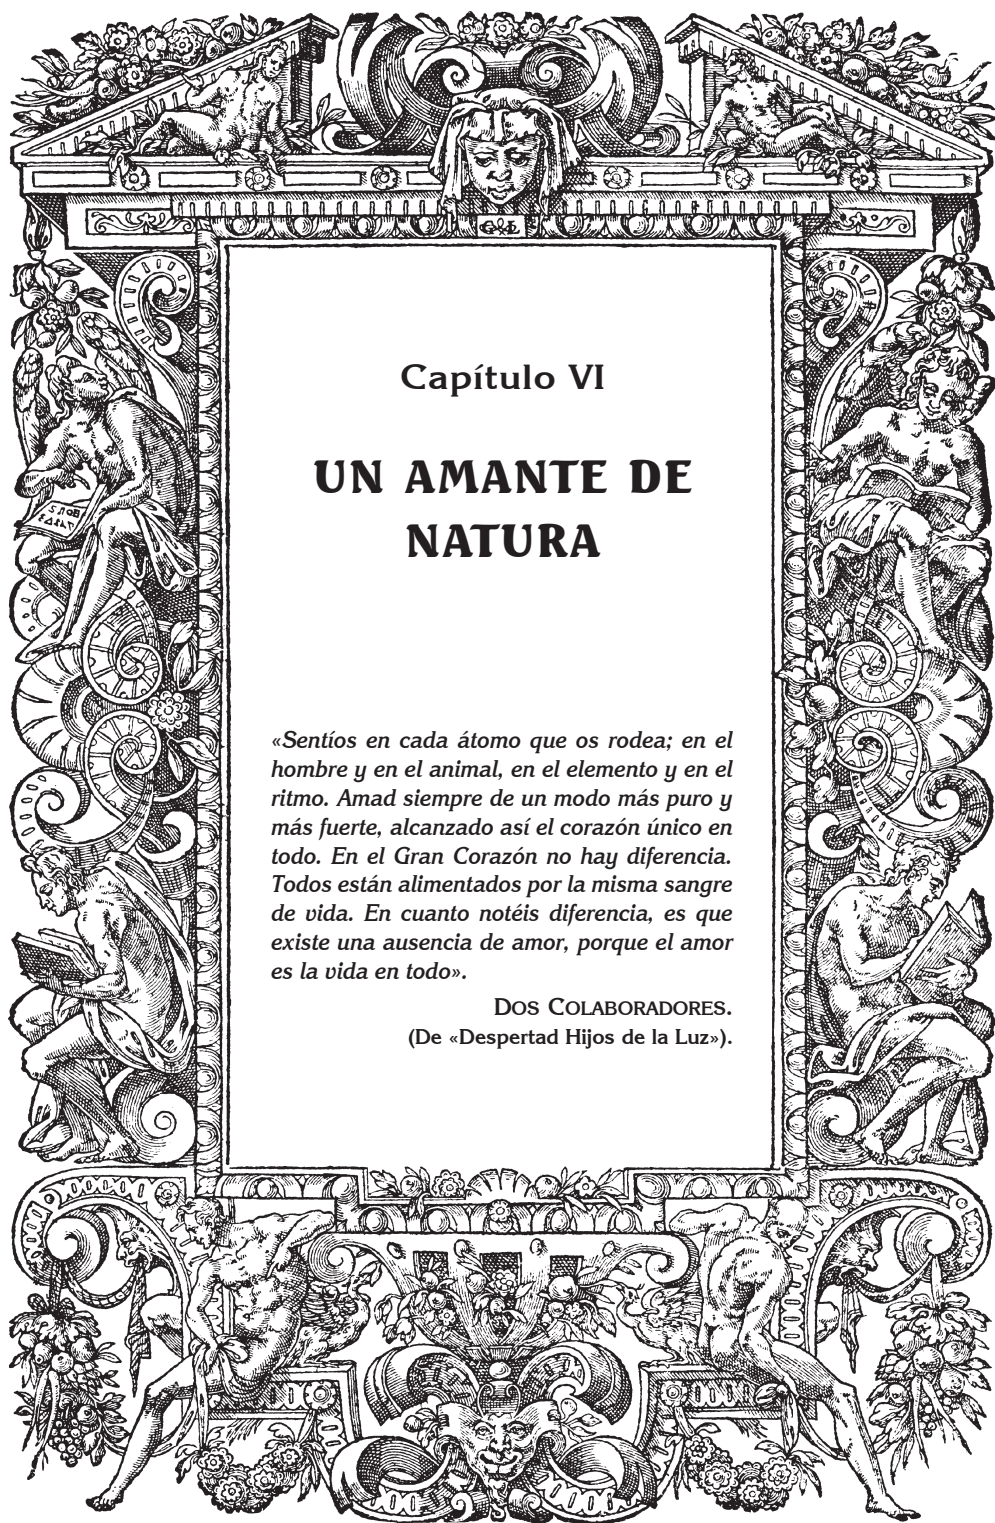 Capítulo VI
UN AMANTE DE
NATURA
«Sentíos en cada átomo que os rodea; en el
hombre y en el animal, en el elemento y en el
ritmo. Amad siempre de un modo más puro y
más fuerte, alcanzado así el corazón único en
todo. En el Gran Corazón no hay diferencia.
Todos están alimentados por la misma sangre
de vida. En cuanto notéis diferencia, es que
existe una ausencia de amor, porque el amor
es la vida en todo».
DOS COLABORADORES.
(De «Despertad Hijos de la Luz»).